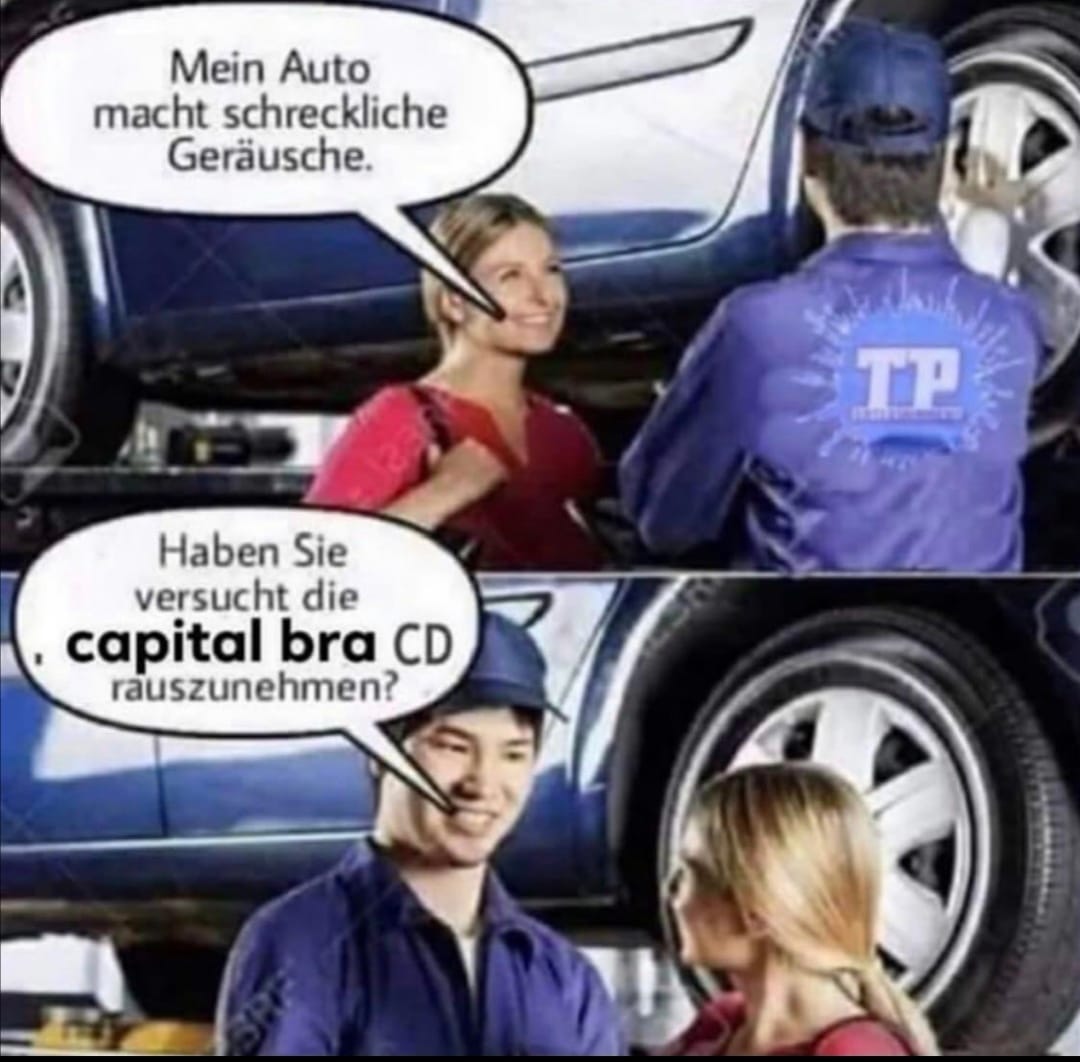 Mein Auto
macht schreckliche
Geräusche.
TP
Haben Sie
versucht die
capital bra CD
rauszunehmen?